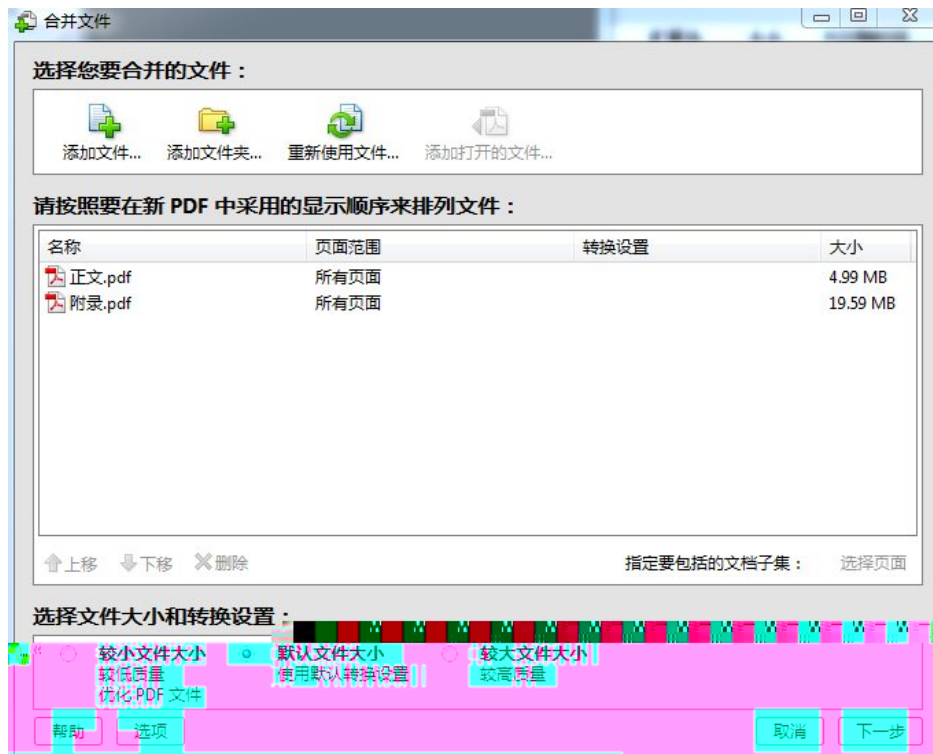 合并文件
选择您要合并的文件：
添加文件... 添加文件夹... 重新使用文件... 添加打开的文件...
请按照要在新 PDF 中采用的显示顺序来排列文件：
名称 页面范围 转换设置 大小
正文.pdf 所有页面 4.99 MB
附录.pdf 所有页面 19.59 MB
上移 下移 删除 指定要包括的文档子集： 选择页面
选择文件大小和转换设置：
较小文件大小 默认文件大小 较大文件大小
较低质量 使用默认转换设置 较高质量
优化 PDF 文件
帮助 选项 取消 下一步